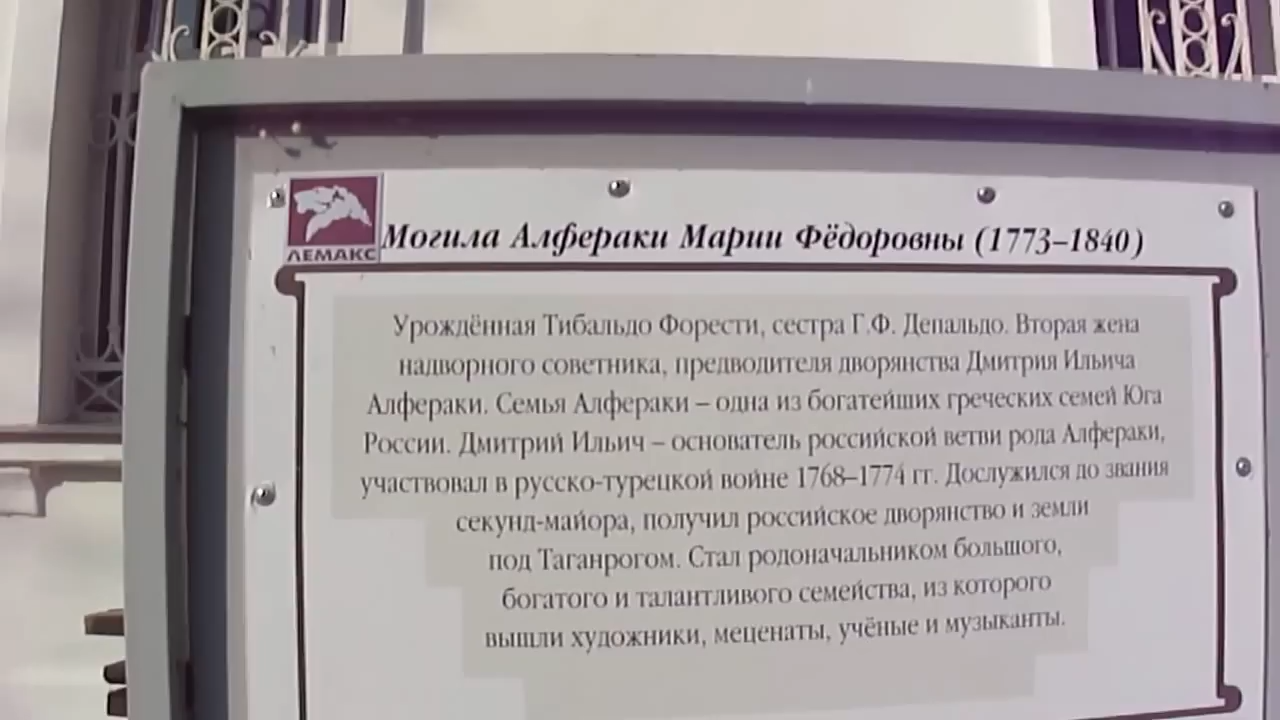 ЛЕМАКС
Могила Алфераки Марии Фёдоровны (1773–1840)
Урождённая Тибальдо Форести, сестра Г.Ф. Депальдо. Вторая жена
надворного советника, предводителя дворянства Дмитрия Ильича
Алфераки. Семья Алфераки – одна из богатейших греческих семей Юга
России. Дмитрий Ильич – основатель российской ветви рода Алфераки,
участвовал в русско-турецкой войне 1768–1774 гг. Дослужился до звания
секунд-майора, получил российское дворянство и земли
под Таганрогом. Стал родоначальником большого,
богатого и талантливого семейства, из которого
вышли художники, меценаты, учёные и музыканты.